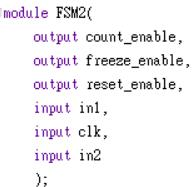 module FSM2(
output count_enable,
output freeze_enable,
output reset_enable,
input in1,
input clk,
input in2
);